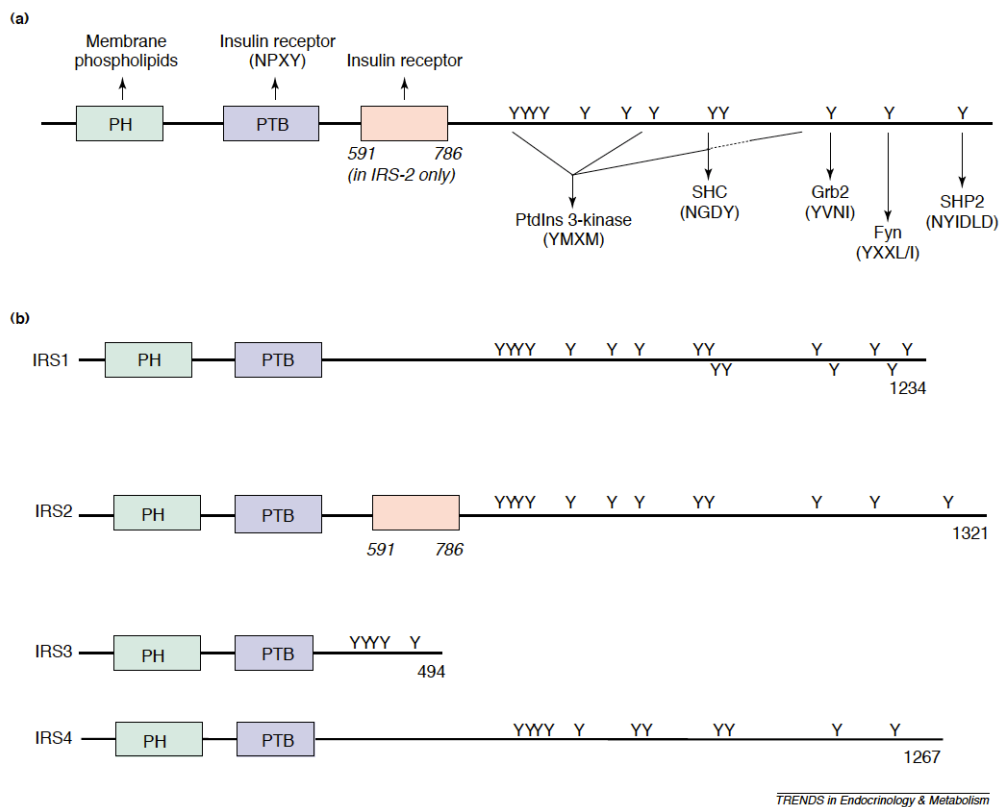 (a)
Membrane
phospholipids
Insulin receptor
(NPXY)
Insulin receptor
YYYY Y Y Y YY Y Y Y
PH
PTB
591 786
(in IRS-2 only)
PtdIns 3-kinase
(YMXM)
SHC
(NGDY)
Grb2
(YVNI)
Fyn
(YXXL/I)
SHP2
(NYIDLD)
(b)
IRS1
PH
PTB
YYYY Y Y Y YY Y Y Y
YY Y Y
1234
IRS2
PH
PTB
YYYY Y Y Y YY Y Y Y
591 786
1321
IRS3
PH
PTB
YYYY Y
494
IRS4
PH
PTB
YYYY Y YY YY Y Y
1267
TRENDS in Endocrinology & Metabolism